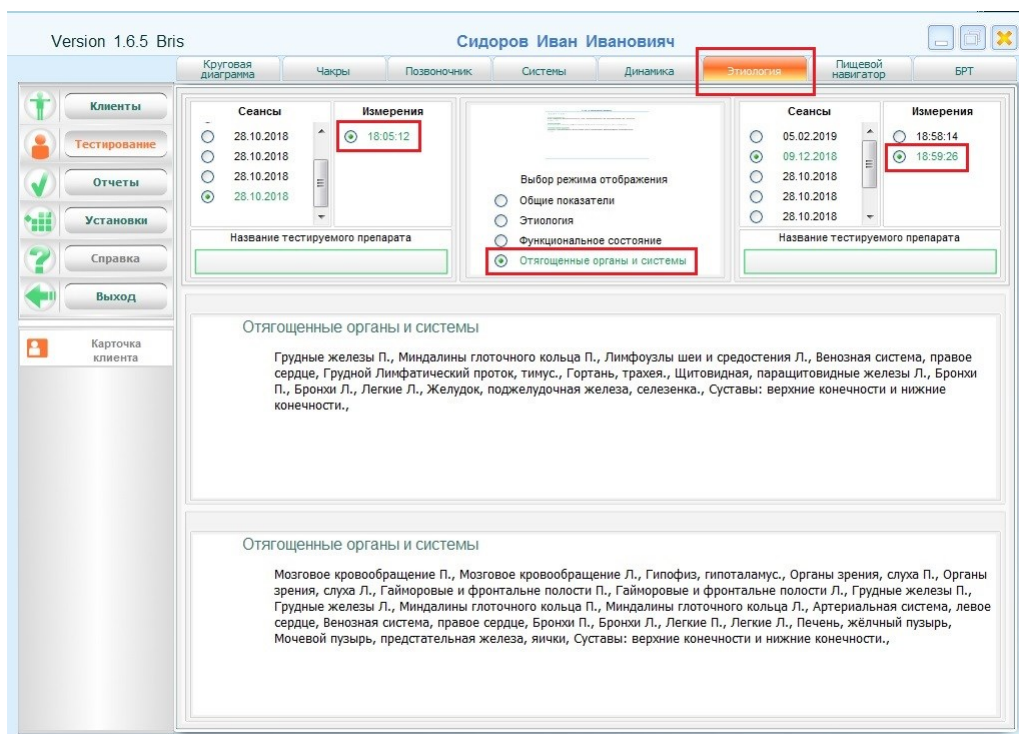 Version 1.6.5 Bris
Сидоров Иван Иванович
Круговая диаграмма
Чакры
Позвоночник
Системы
Динамика
Этиология
Пищевой навигатор
БРТ
Клиенты
Тестирование
Отчеты
Установки
Справка
Выход
Карточка клиента
Сеансы
Измерения
28.10.2018
18:05:12
28.10.2018
28.10.2018
28.10.2018
Название тестируемого препарата
Выбор режима отображения
Общие показатели
Этиология
Функциональное состояние
Отягощенные органы и системы
Сеансы
Измерения
05.02.2019
18:58:14
09.12.2018
18:59:26
28.10.2018
28.10.2018
28.10.2018
Название тестируемого препарата
Отягощенные органы и системы
Грудные железы П., Миндалины глоточного кольца П., Лимфоузлы шеи и средостения Л., Венозная система, правое
сердце, Грудной Лимфатический проток, тимус., Гортань, трахея., Щитовидная, паращитовидные железы Л., Бронхи
П., Бронхи Л., Легкие Л., Желудок, поджелудочная железа, селезенка., Суставы: верхние конечности и нижние
конечности.,
Отягощенные органы и системы
Мозговое кровообращение П., Мозговое кровообращение Л., Гипофиз, гипоталамус., Органы зрения, слуха П., Органы
зрения, слуха Л., Гайморовые и фронтальне полости П., Гайморовые и фронтальне полости Л., Грудные железы П.,
Грудные железы Л., Миндалины глоточного кольца П., Миндалины глоточного кольца Л., Артериальная система, левое
сердце, Венозная система, правое сердце, Бронхи П., Бронхи Л., Легкие П., Легкие Л., Печень, жёлчный пузырь,
Мочевой пузырь, предстательная железа, яички, Суставы: верхние конечности и нижние конечности.,